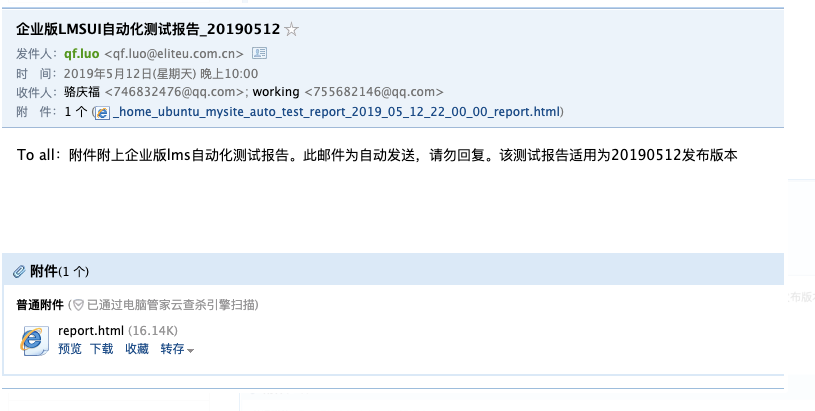 企业版LMSUI自动化测试报告_20190512
发件人：qf.luo <qf.luo@eliteu.com.cn>
时　间：2019年5月12日(星期天) 晚上10:00
收件人：骆庆福 <746832476@qq.com>; working <755682146@qq.com>
附　件：1 个 (_home_ubuntu_mysite_auto_test_report_2019_05_12_22_00_00_report.html)
To all：附件附上企业版lms自动化测试报告。此邮件为自动发送，请勿回复。该测试报告适用为20190512发布版本
附件(1 个)
普通附件 (已通过电脑管家云查杀引擎扫描)
report.html (16.14K)
预览 下载 收藏 转存